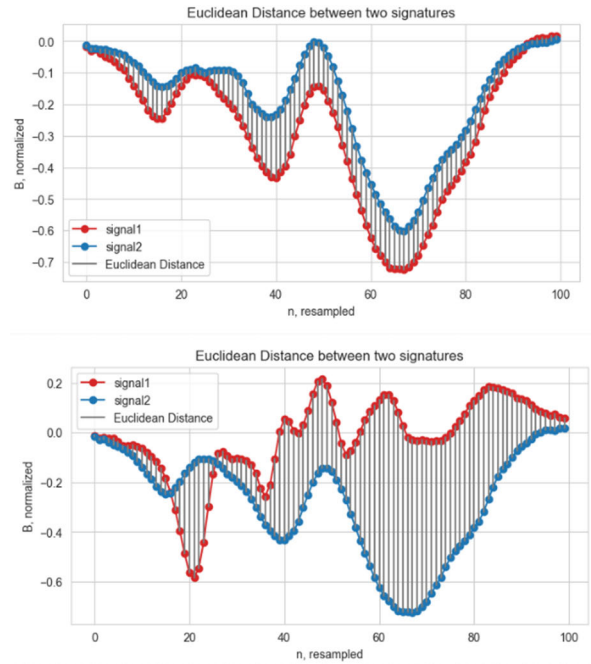 Euclidean Distance between two signatures
0.0
−0.1
−0.2
−0.3
−0.4
−0.5
−0.6
−0.7
B, normalized
signal1
signal2
Euclidean Distance
0
20
40
60
80
100
n, resampled
Euclidean Distance between two signatures
0.2
0.0
−0.2
−0.4
−0.6
B, normalized
signal1
signal2
Euclidean Distance
0
20
40
60
80
100
n, resampled